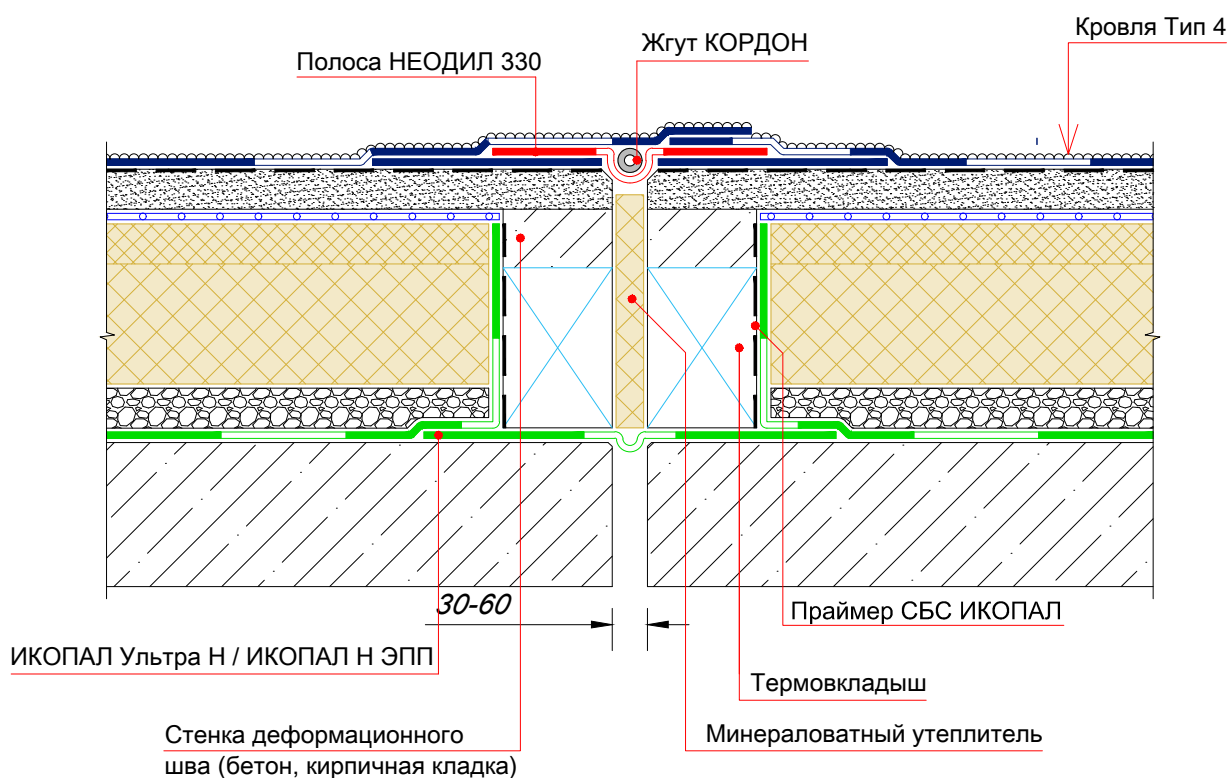 Жгут КОРДОН
Кровля Тип 4
Полоса НЕОДИЛ 330
30-60
Праймер СБС ИКОПАЛ
ИКОПАЛ Ультра Н / ИКОПАЛ Н ЭПП
Термовкладыш
Стенка деформационного
шва (бетон, кирпичная кладка)
Минераловатный утеплитель